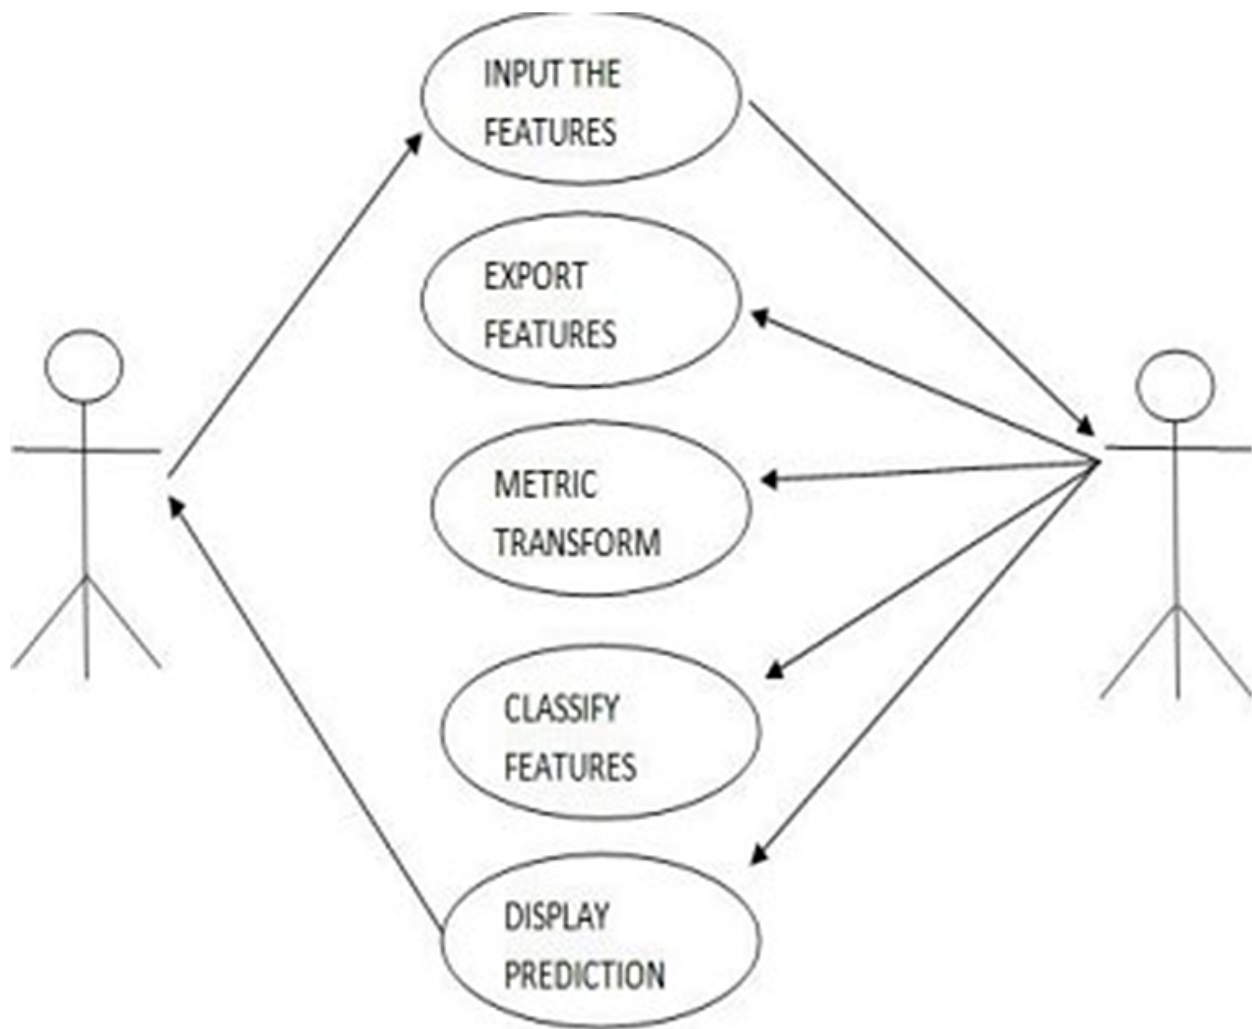 INPUT THE
FEATURES
EXPORT
FEATURES
METRIC
TRANSFORM
CLASSIFY
FEATURES
DISPLAY
PREDICTION